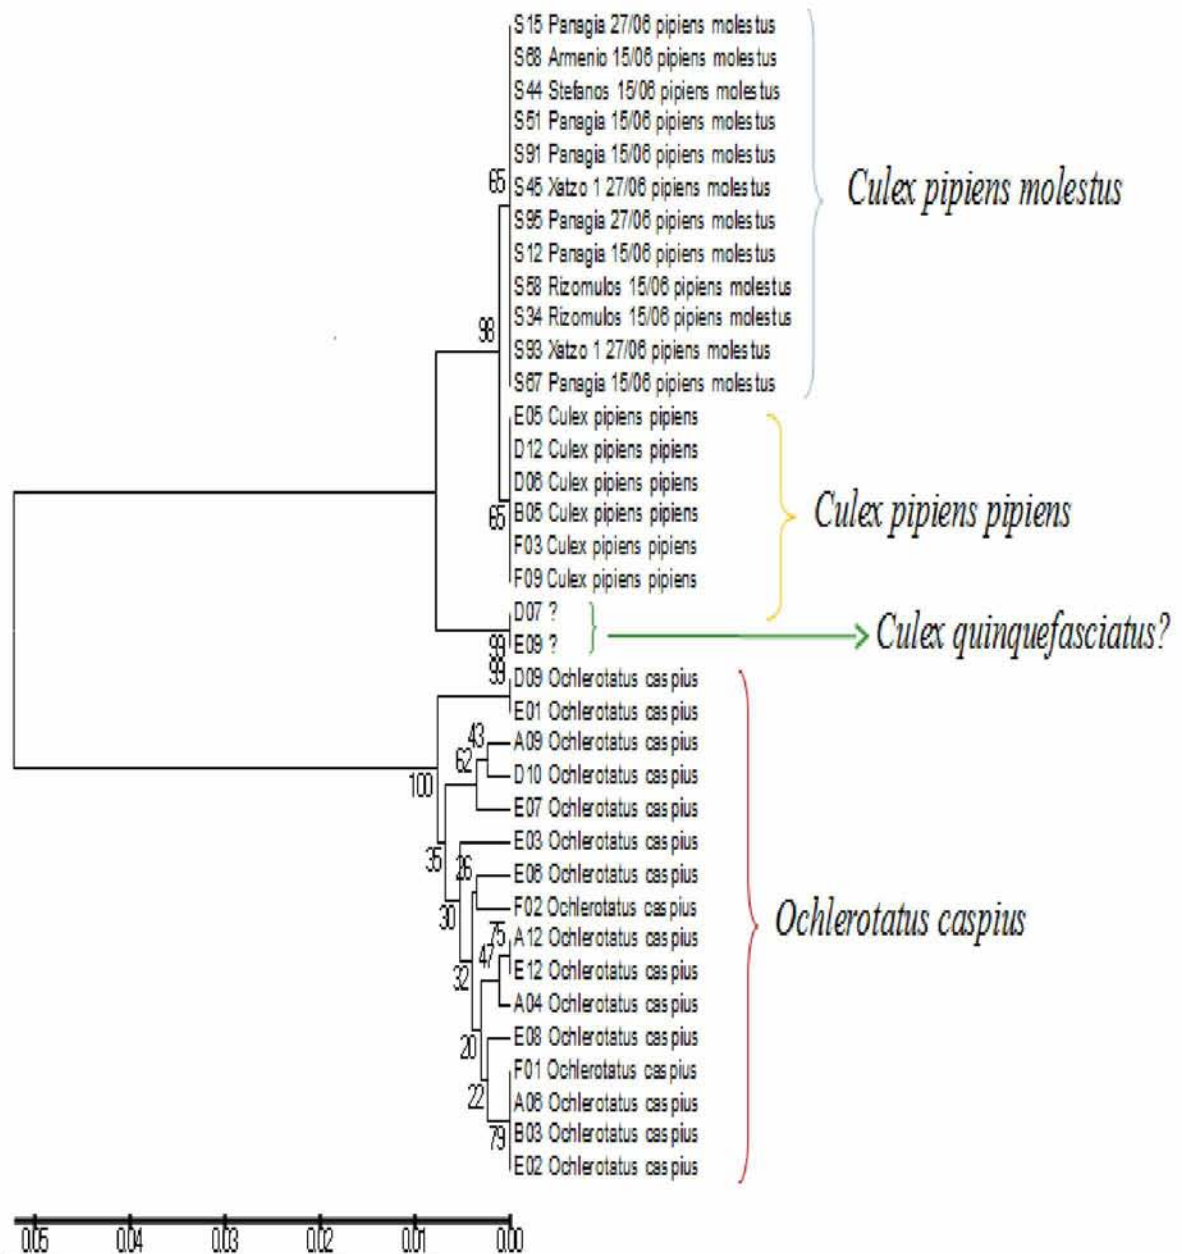 S15 Panagia 27/06 pipiens molestus
S68 Armenio 15/06 pipiens molestus
S44 Stefanos 15/06 pipiens molestus
S51 Panagia 15/06 pipiens molestus
S91 Panagia 15/06 pipiens molestus
65
S45 Xatzo 1 27/06 pipiens molestus
Culex pipiens molestus
S95 Panagia 27/06 pipiens molestus
S12 Panagia 15/06 pipiens molestus
S58 Rizomulos 15/06 pipiens molestus
S34 Rizomulos 15/06 pipiens molestus
98
S93 Xatzo 1 27/06 pipiens molestus
S67 Panagia 15/06 pipiens molestus
E05 Culex pipiens pipiens
D12 Culex pipiens pipiens
D06 Culex pipiens pipiens
65
B05 Culex pipiens pipiens
Culex pipiens pipiens
F03 Culex pipiens pipiens
F09 Culex pipiens pipiens
D07 ?
99
E09 ?
Culex quinquefasciatus?
99
D09 Ochlerotatus caspius
E01 Ochlerotatus caspius
43
A09 Ochlerotatus caspius
62
D10 Ochlerotatus caspius
100
E07 Ochlerotatus caspius
E03 Ochlerotatus caspius
35
26
E06 Ochlerotatus caspius
30
F02 Ochlerotatus caspius
Ochlerotatus caspius
75
A12 Ochlerotatus caspius
47
E12 Ochlerotatus caspius
32
A04 Ochlerotatus caspius
E08 Ochlerotatus caspius
20
F01 Ochlerotatus caspius
22
A06 Ochlerotatus caspius
79
B03 Ochlerotatus caspius
E02 Ochlerotatus caspius
0.05 0.04 0.03 0.02 0.01 0.00